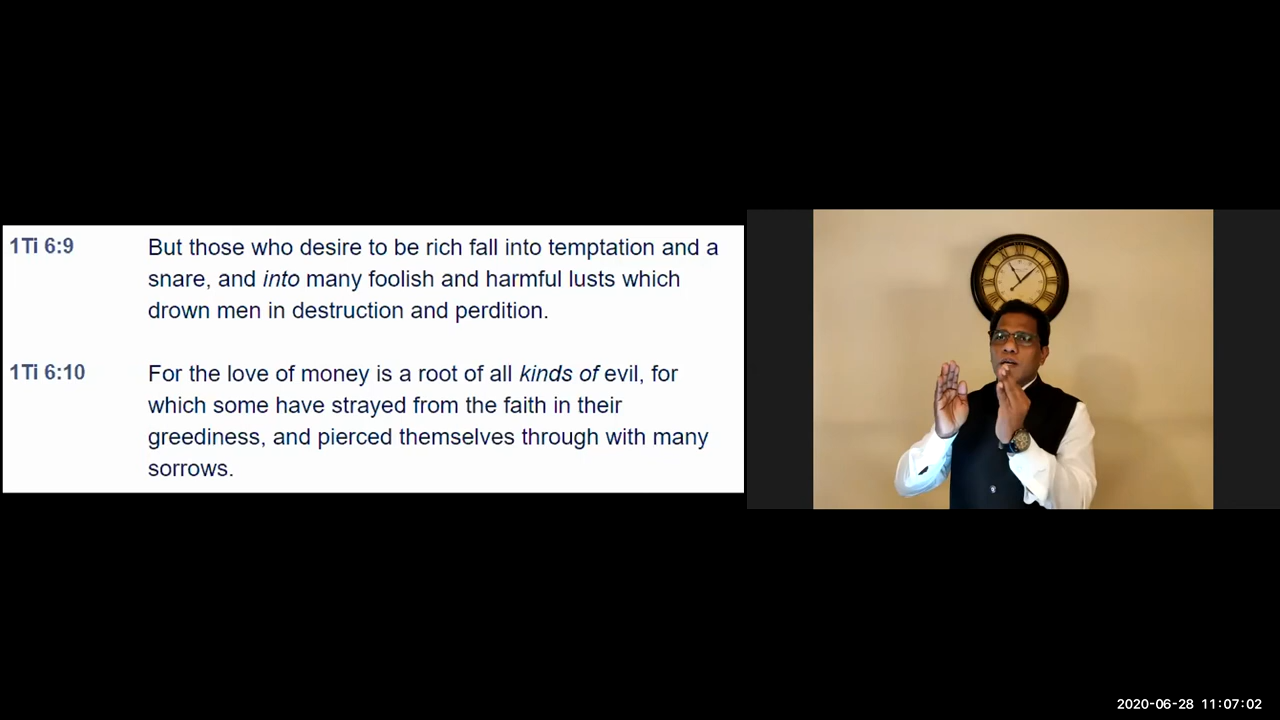 1Ti 6:9 But those who desire to be rich fall into temptation and a
snare, and into many foolish and harmful lusts which
drown men in destruction and perdition.
1Ti 6:10 For the love of money is a root of all kinds of evil, for
which some have strayed from the faith in their
greediness, and pierced themselves through with many
sorrows.
2020-06-28 11:07:02